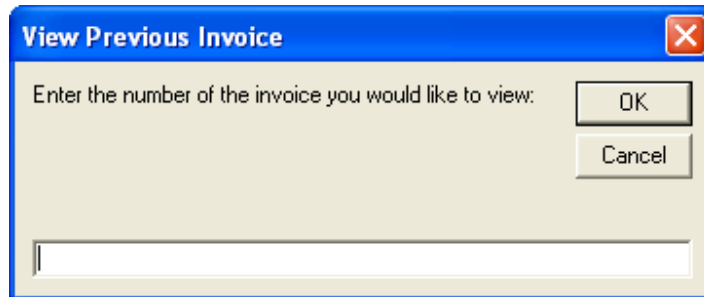 View Previous Invoice
Enter the number of the invoice you would like to view:
OK
Cancel